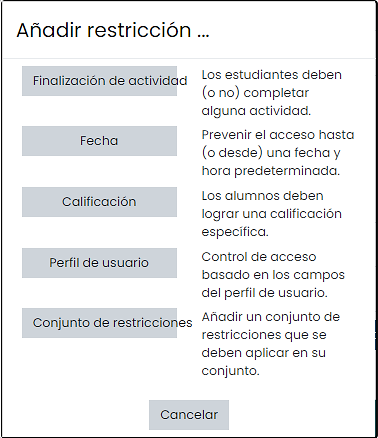 Añadir restricción ...
Finalización de actividad
Los estudiantes deben
(o no) completar
alguna actividad.
Fecha
Prevenir el acceso hasta
(o desde) una fecha y
hora predeterminada.
Calificación
Los alumnos deben
lograr una calificación
específica.
Perfil de usuario
Control de acceso
basado en los campos
del perfil de usuario.
Conjunto de restricciones
Añadir un conjunto de
restricciones que se
deben aplicar en su
conjunto.
Cancelar